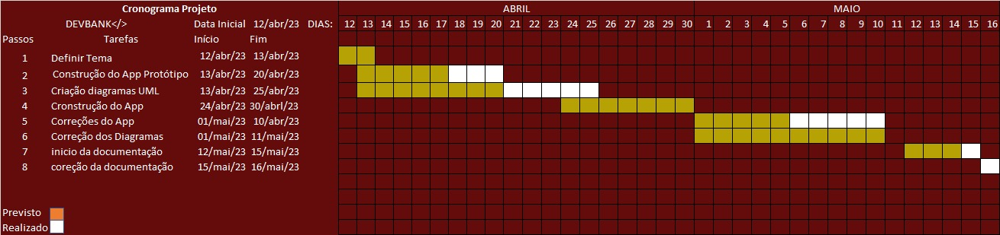 Cronograma Projeto ABRIL MAIO
DEVBANK</> Data Inicial 12/abr/23 DIAS: 12 13 14 15 16 17 18 19 20 21 22 23 24 25 26 27 28 29 30 1 2 3 4 5 6 7 8 9 10 11 12 13 14 15 16
Passos Tarefas Início Fim
1 Definir Tema 12/abr/23 13/abr/23
2 Construção do App Protótipo 13/abr/23 20/abr/23
3 Criação diagramas UML 13/abr/23 25/abr/23
4 Cronstrução do App 24/abr/23 30/abrl/23
5 Correções do App 01/mai/23 10/abr/23
6 Correção dos Diagramas 01/mai/23 11/mai/23
7 inicio da documentação 12/mai/23 15/mai/23
8 coreção da documentação 15/mai/23 16/mai/23
Previsto
Realizado